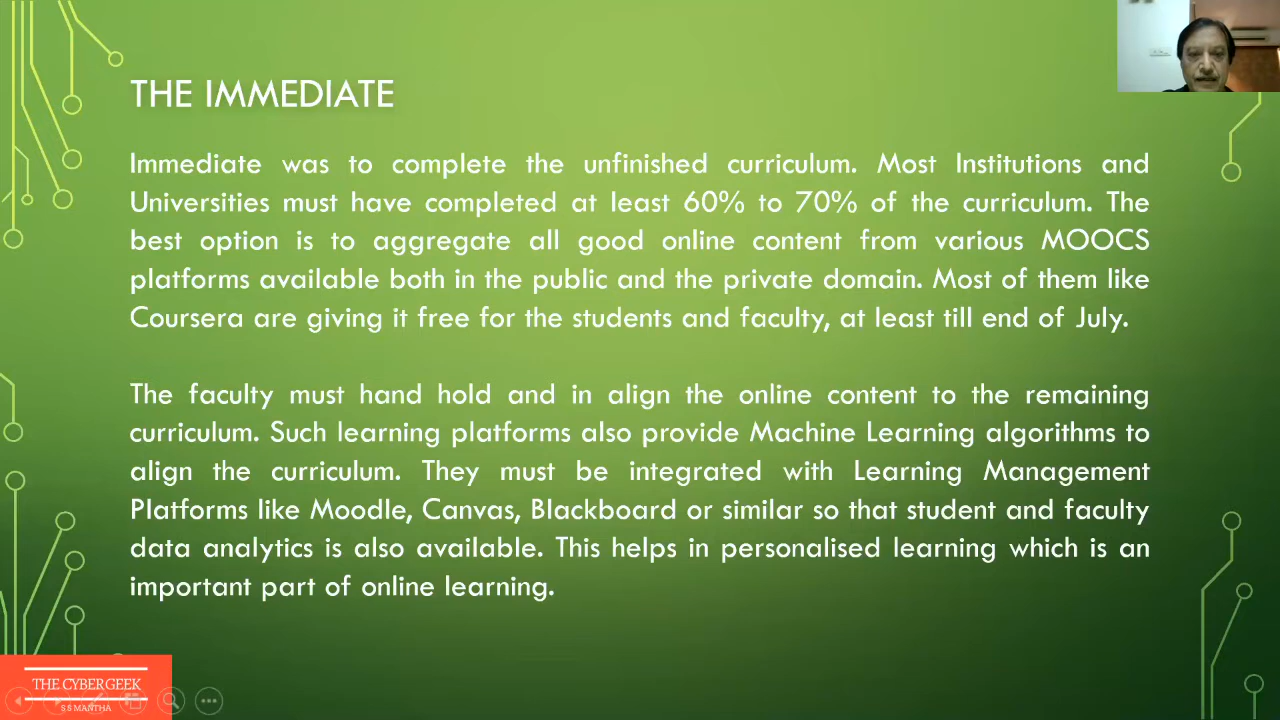 THE IMMEDIATE
Immediate was to complete the unfinished curriculum. Most Institutions and
Universities must have completed at least 60% to 70% of the curriculum. The
best option is to aggregate all good online content from various MOOCS
platforms available both in the public and the private domain. Most of them like
Coursera are giving it free for the students and faculty, at least till end of July.
The faculty must hand hold and in align the online content to the remaining
curriculum. Such learning platforms also provide Machine Learning algorithms to
align the curriculum. They must be integrated with Learning Management
Platforms like Moodle, Canvas, Blackboard or similar so that student and faculty
data analytics is also available. This helps in personalised learning which is an
important part of online learning.
THE CYBERGEEK
S S MANTHA